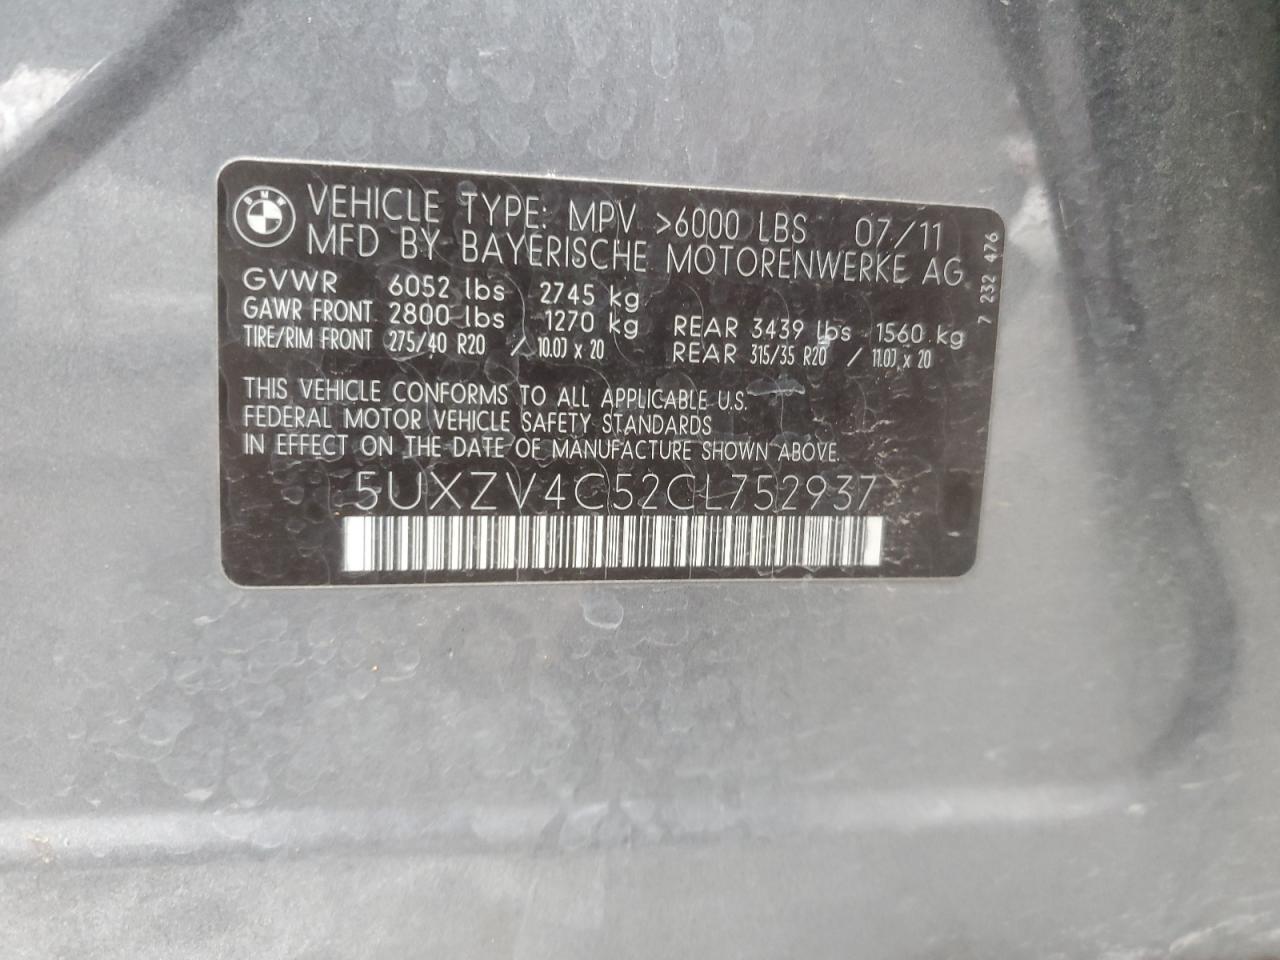 BMW
VEHICLE TYPE: MPV >6000 LBS 07/11
MFD BY BAYERISCHE MOTORENWERKE AG
GVWR 6052 lbs 2745 kg
GAWR FRONT 2800 lbs 1270 kg REAR 3439 lbs 1560 kg
TIRE/RIM FRONT 275/40 R20 / 10.0J x 20 REAR 315/35 R20 / 11.0J x 20
THIS VEHICLE CONFORMS TO ALL APPLICABLE U.S.
FEDERAL MOTOR VEHICLE SAFETY STANDARDS
IN EFFECT ON THE DATE OF MANUFACTURE SHOWN ABOVE.
5UXZV4C52CL752937
7 232 476